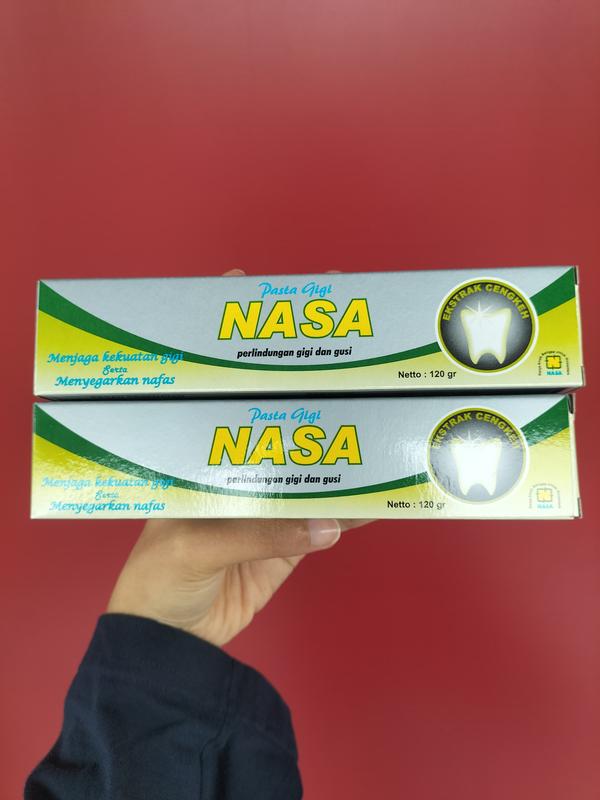 Pasta Gigi
NASA
perlindungan gigi dan gusi
Menjaga kekuatan gigi
Serta
Menyegarkan nafas
Netto : 120 gr
EKSTRAK CENGKEH
NASA
Pasta Gigi
NASA
perlindungan gigi dan gusi
Menjaga kekuatan gigi
Serta
Menyegarkan nafas
Netto : 120 gr
EKSTRAK CENGKEH
NASA